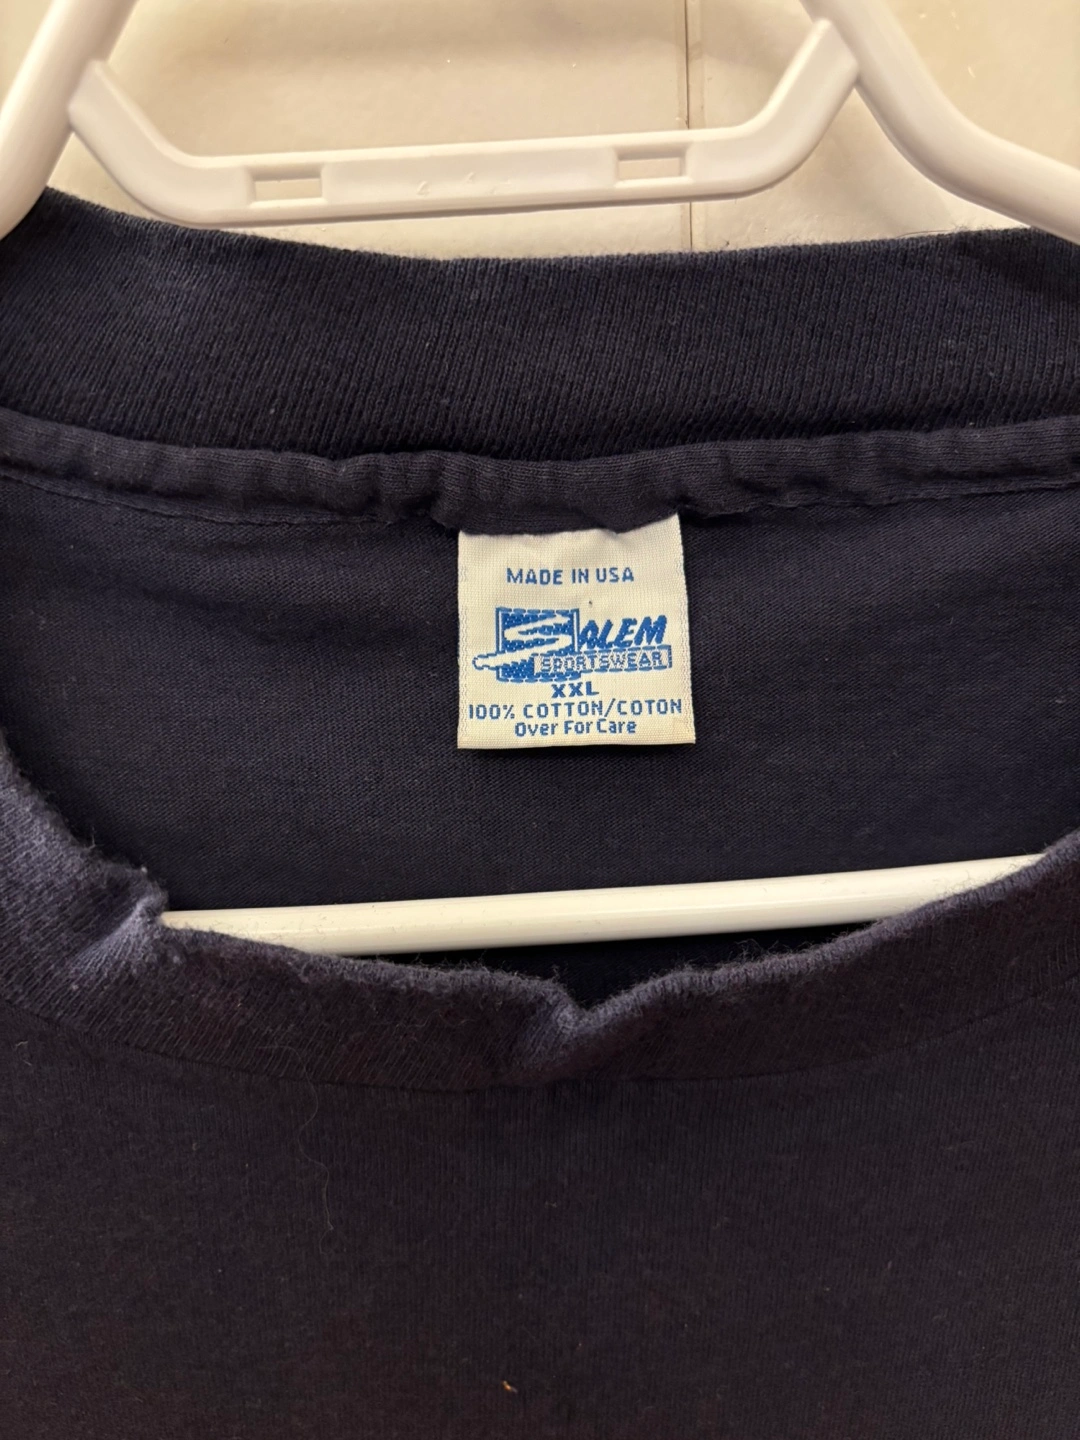 MADE IN USA
SALEM
SPORTSWEAR
XXL
100% COTTON/COTON
Over For Care